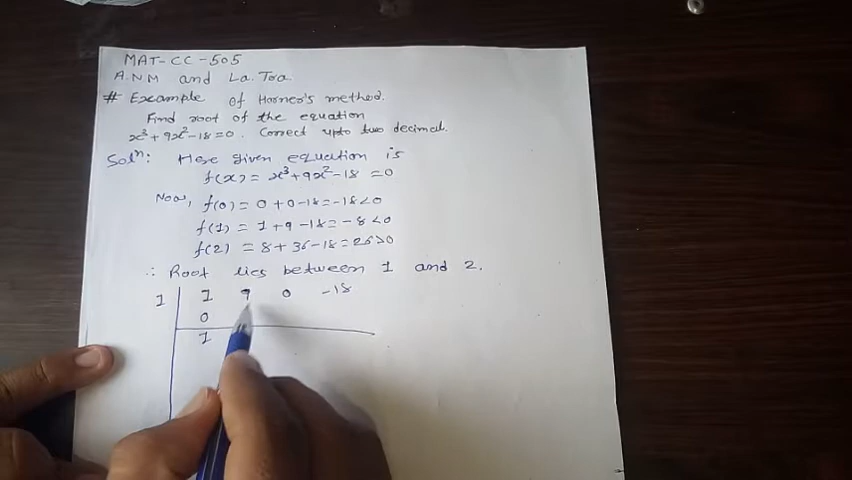 MAT-CC-505
A.NM and La.Tra.
# Example of Horner's method.
Find root of the equation
x³ + 9x² - 18 = 0. Correct upto two decimal.
Solⁿ: Here given equation is
f(x) = x³ + 9x² - 18 = 0
Now, f(0) = 0 + 0 - 18 = -18 < 0
f(1) = 1 + 9 - 18 = -8 < 0
f(2) = 8 + 36 - 18 = 26 > 0
∴ Root lies between 1 and 2.
1 | 1 9 0 -18
0
1